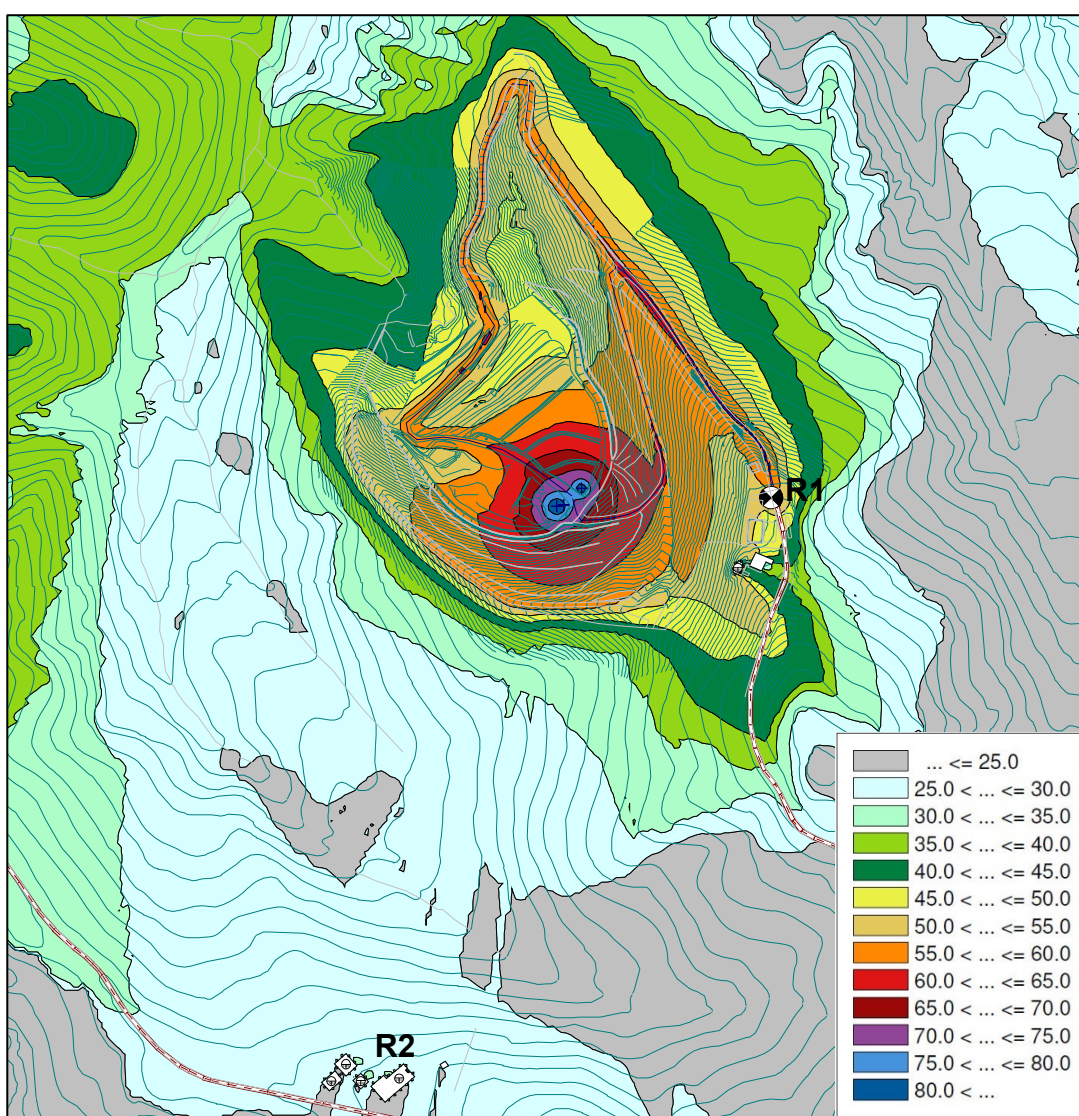 R1
... <= 25.0
25.0 < ... <= 30.0
30.0 < ... <= 35.0
35.0 < ... <= 40.0
40.0 < ... <= 45.0
45.0 < ... <= 50.0
50.0 < ... <= 55.0
55.0 < ... <= 60.0
60.0 < ... <= 65.0
65.0 < ... <= 70.0
70.0 < ... <= 75.0
75.0 < ... <= 80.0
80.0 < ...
R2